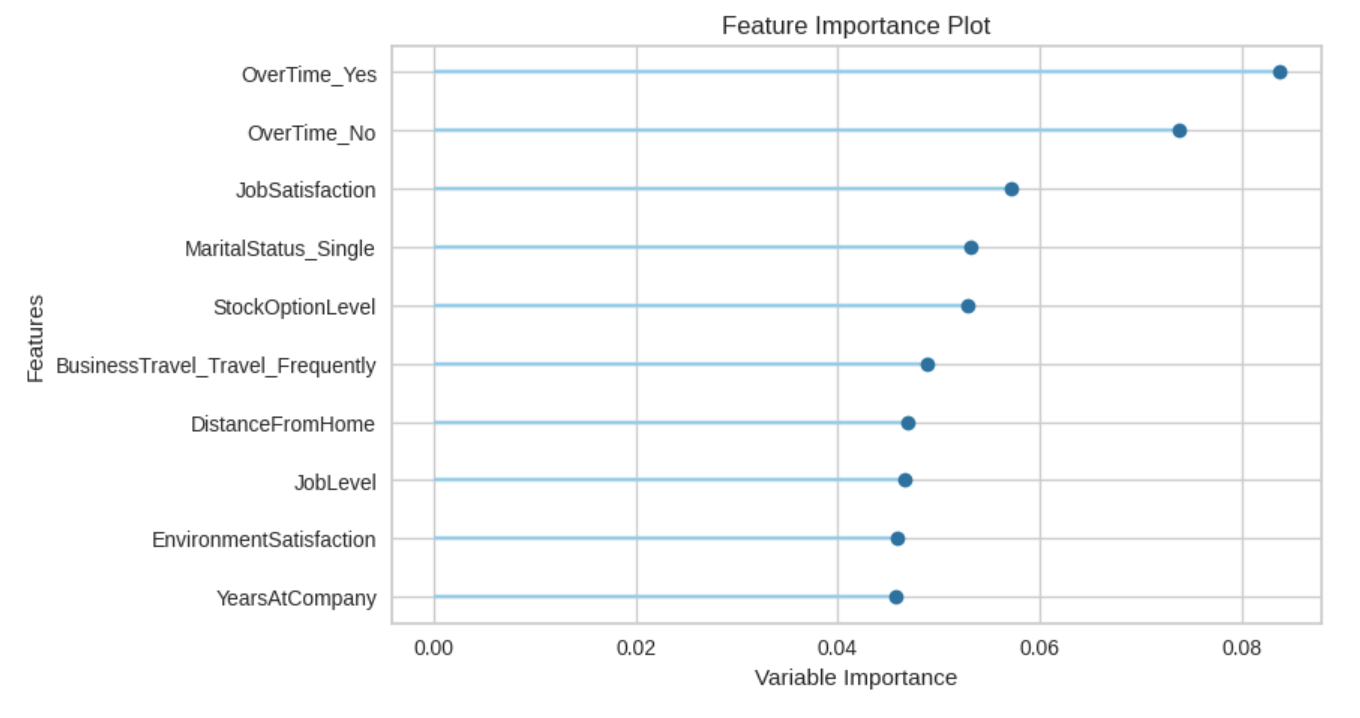 Feature Importance Plot
OverTime_Yes
OverTime_No
JobSatisfaction
MaritalStatus_Single
StockOptionLevel
Features
BusinessTravel_Travel_Frequently
DistanceFromHome
JobLevel
EnvironmentSatisfaction
YearsAtCompany
0.00 0.02 0.04 0.06 0.08
Variable Importance